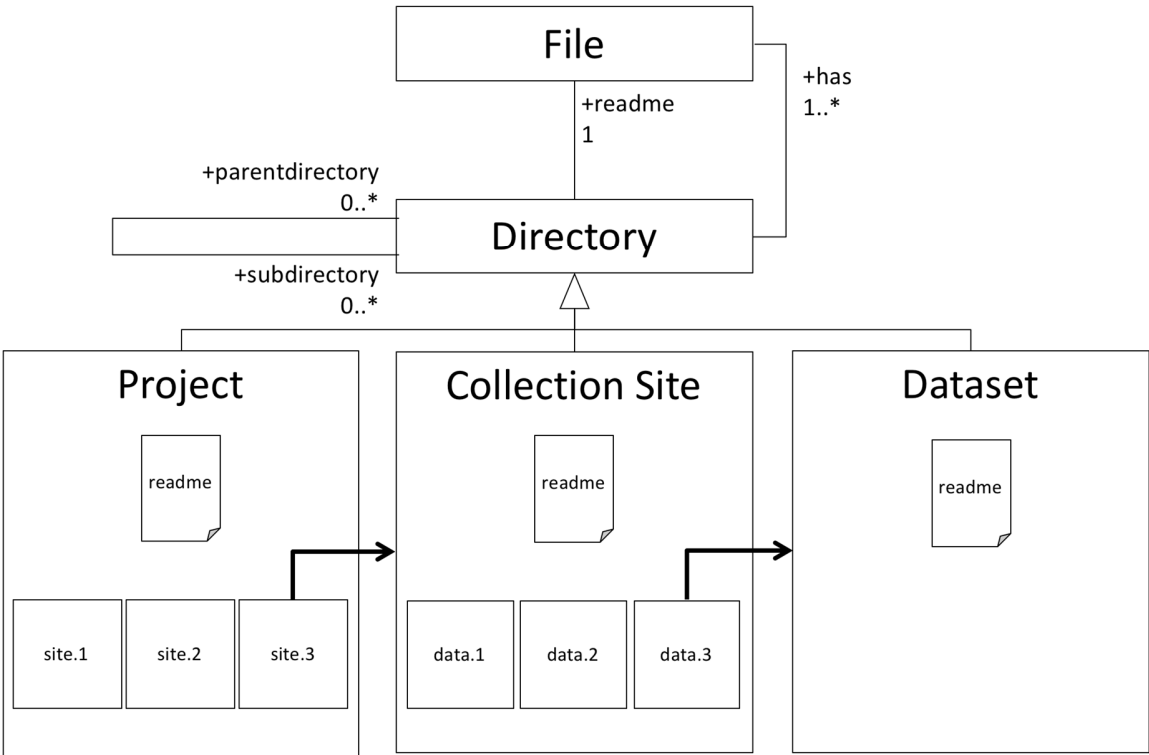 File
+has
1..*
+readme
1
+parentdirectory
0..*
Directory
+subdirectory
0..*
Project
readme
site.1
site.2
site.3
Collection Site
readme
data.1
data.2
data.3
Dataset
readme